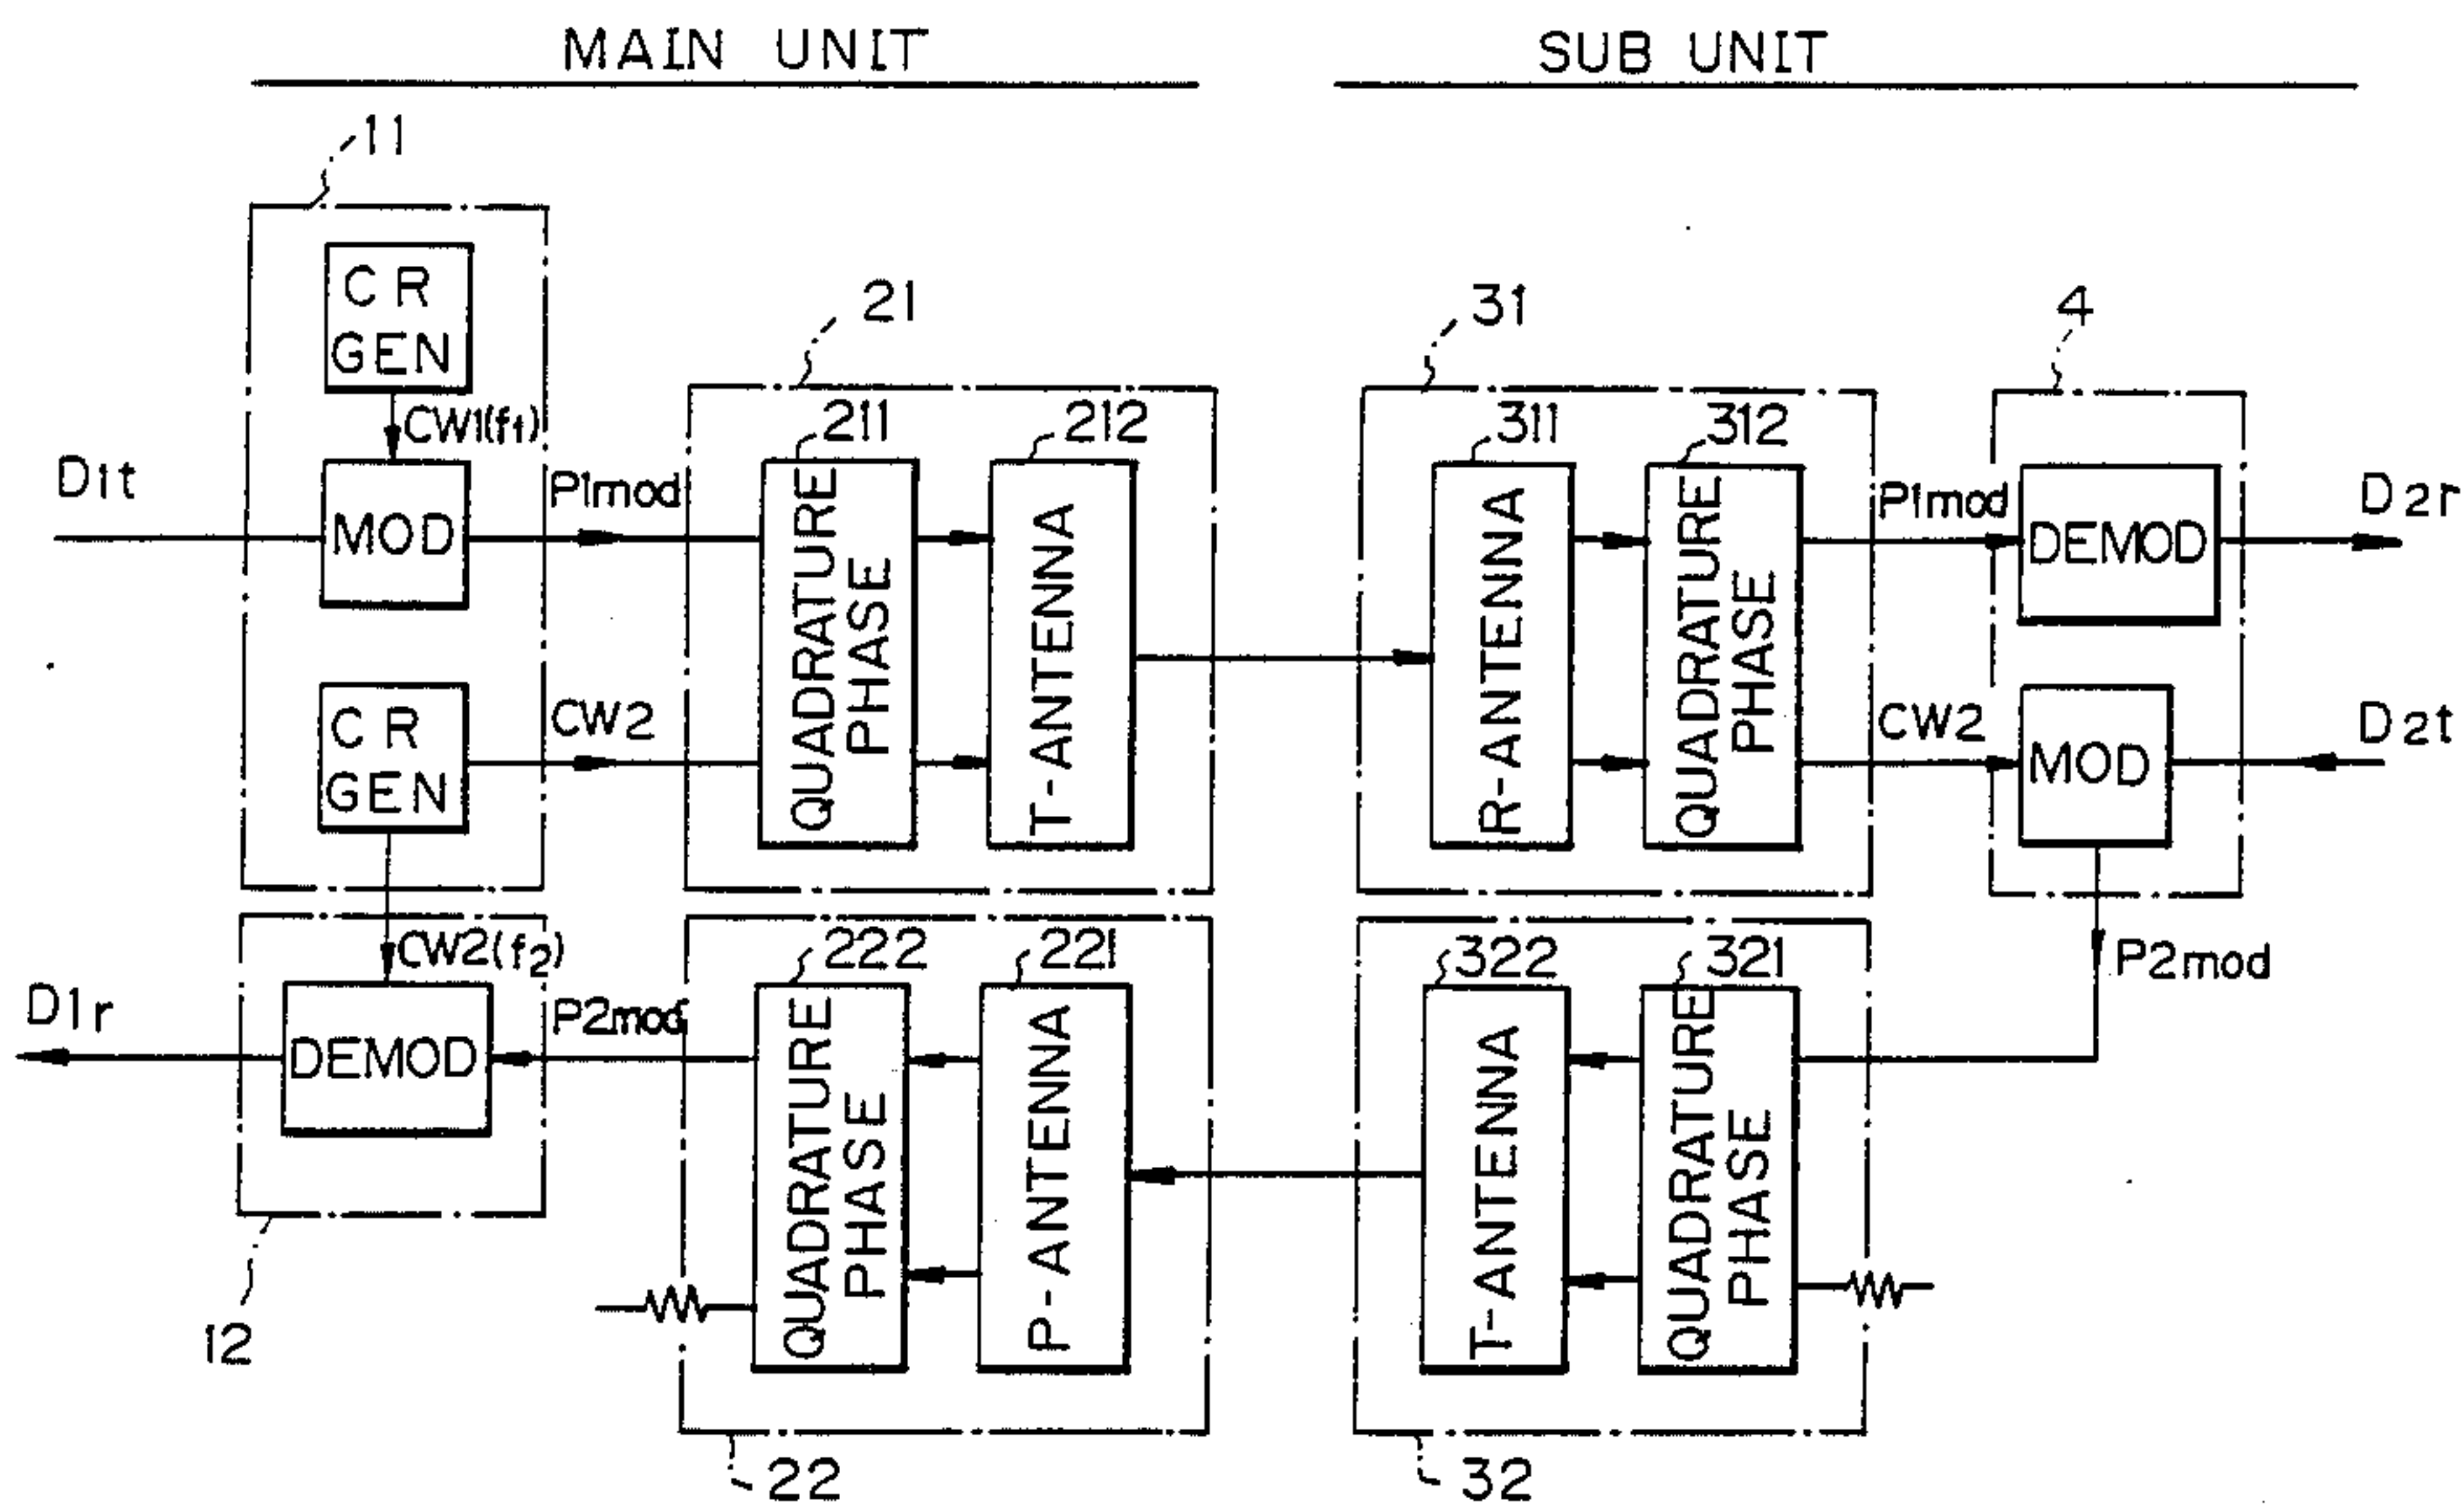 MAIN UNIT
SUB UNIT
11
CR
GEN
CW1(f1)
21
31
4
211
212
311
312
D1t
MOD
P1mod
QUADRATURE
PHASE
T-ANTENNA
R-ANTENNA
QUADRATURE
PHASE
P1mod
DEMOD
D2r
CR
GEN
CW2
CW2
MOD
D2t
CW2(f2)
222
221
322
321
P2mod
D1r
DEMOD
P2mod
QUADRATURE
PHASE
P-ANTENNA
T-ANTENNA
QUADRATURE
PHASE
12
22
32